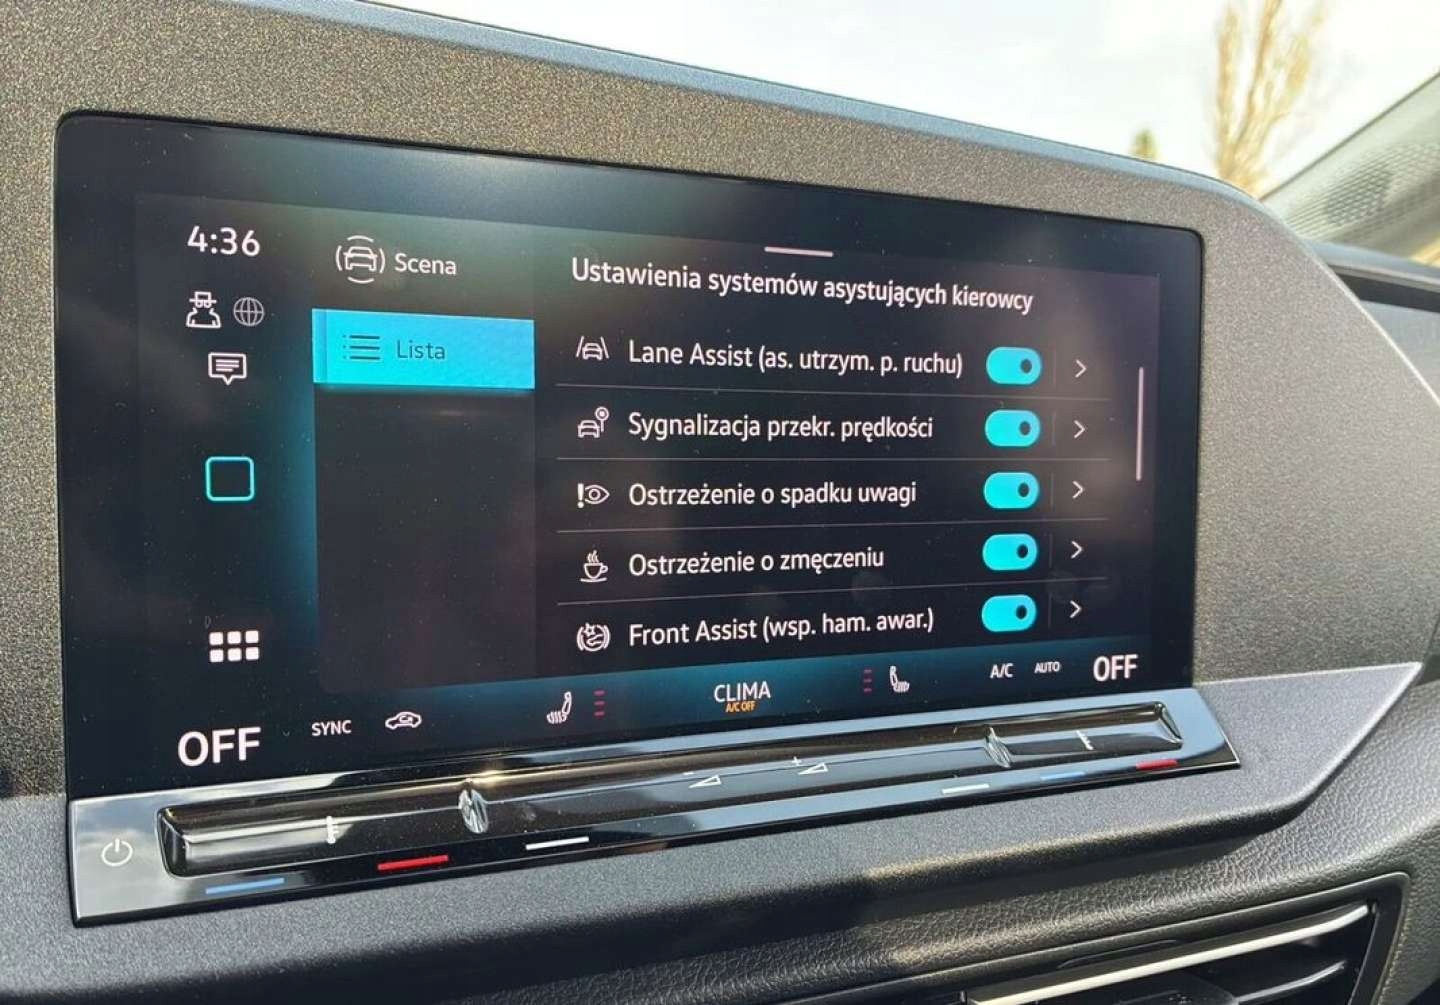 4:36
Scena
Lista
Ustawienia systemów asystujących kierowcy
Lane Assist (as. utrzym. p. ruchu)
Sygnalizacja przekr. prędkości
Ostrzeżenie o spadku uwagi
Ostrzeżenie o zmęczeniu
Front Assist (wsp. ham. awar.)
OFF
SYNC
CLIMA
A/C OFF
A/C
AUTO
OFF